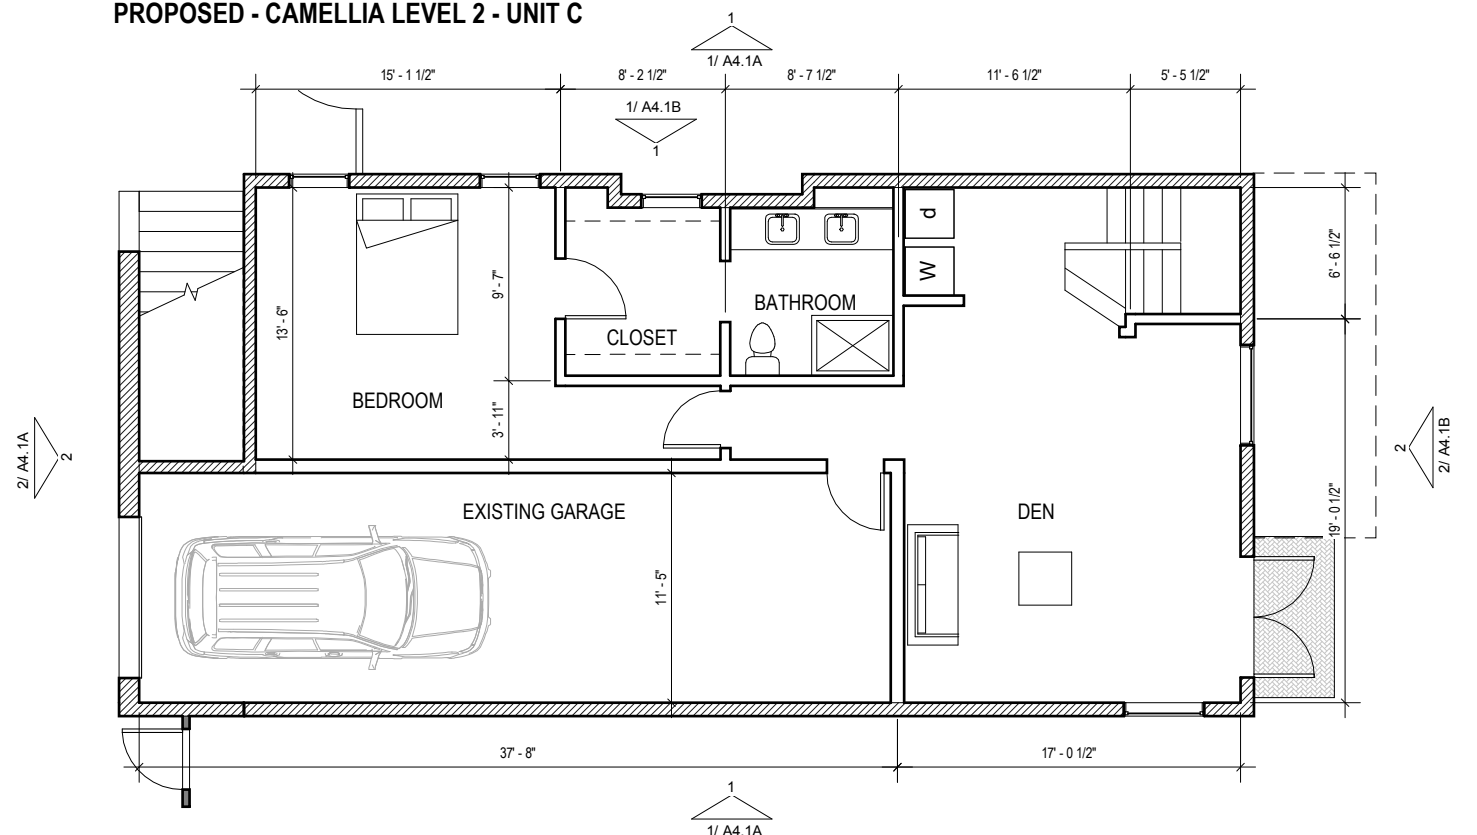 PROPOSED - CAMELLIA LEVEL 2 - UNIT C
1
1/ A4.1A
15' - 1 1/2"
8' - 2 1/2"
8' - 7 1/2"
11' - 6 1/2"
5' - 5 1/2"
1/ A4.1B
1
d
W
6' - 6 1/2"
9' - 7"
13' - 6"
BATHROOM
CLOSET
BEDROOM
3' - 11"
2/ A4.1A
2
2
2/ A4.1B
EXISTING GARAGE
DEN
19' - 0 1/2"
11' - 5"
37' - 8"
17' - 0 1/2"
1
1/ A4.1A